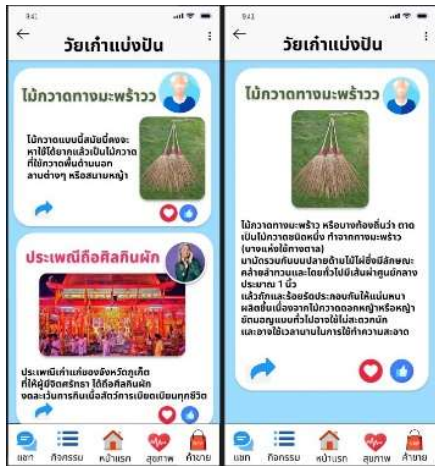 9:41
วัยเก๋าแบ่งปัน
ไม้กวาดทางมะพร้าวว
ไม้กวาดแบบนี้สมัยนี้คงจะ
หาใช้ได้ยากแล้วเป็นไม้กวาด
ที่ใช้กวาดพื้นด้านนอก
ลานต่างๆ หรือสนามหญ้า
ประเพณีถือศีลกินผัก
ประเพณีเก่าแก่ของจังหวัดภูเก็ต
ที่ให้ผู้มีจิตศรัทธา ได้ถือศีลกินผัก
งดละเว้นการกินเนื้อสัตว์การเบียดเบียนทุกชีวิต
แชท
กิจกรรม
หน้าแรก
สุขภาพ
ค้าขาย
9:41
วัยเก๋าแบ่งปัน
ไม้กวาดทางมะพร้าวว
ไม้กวาดทางมะพร้าว หรือบางท้องถิ่นว่า ตาด
เป็นไม้กวาดชนิดหนึ่ง ทำจากทางมะพร้าว
(บางแห่งใช้ทางตาล)
มามัดรวมกันบนปลายด้ามไม้ไผ่ซึ่งมีลักษณะ
คล้ายลำทวนและโดยทั่วไปมีเส้นผ่าศูนย์กลาง
ประมาณ 1 นิ้ว
แล้วถักและร้อยรัดประกอบกันให้แน่นหนา
ผลิตขึ้นเนื่องจากไม้กวาดดอกหญ้าหรือหญ้า
ขัดมอญแบบทั่วไปอาจใช้ไม่สะดวกนัก
และอาจใช้เวลานานในการใช้ทำความสะอาด
แชท
กิจกรรม
หน้าแรก
สุขภาพ
ค้าขาย